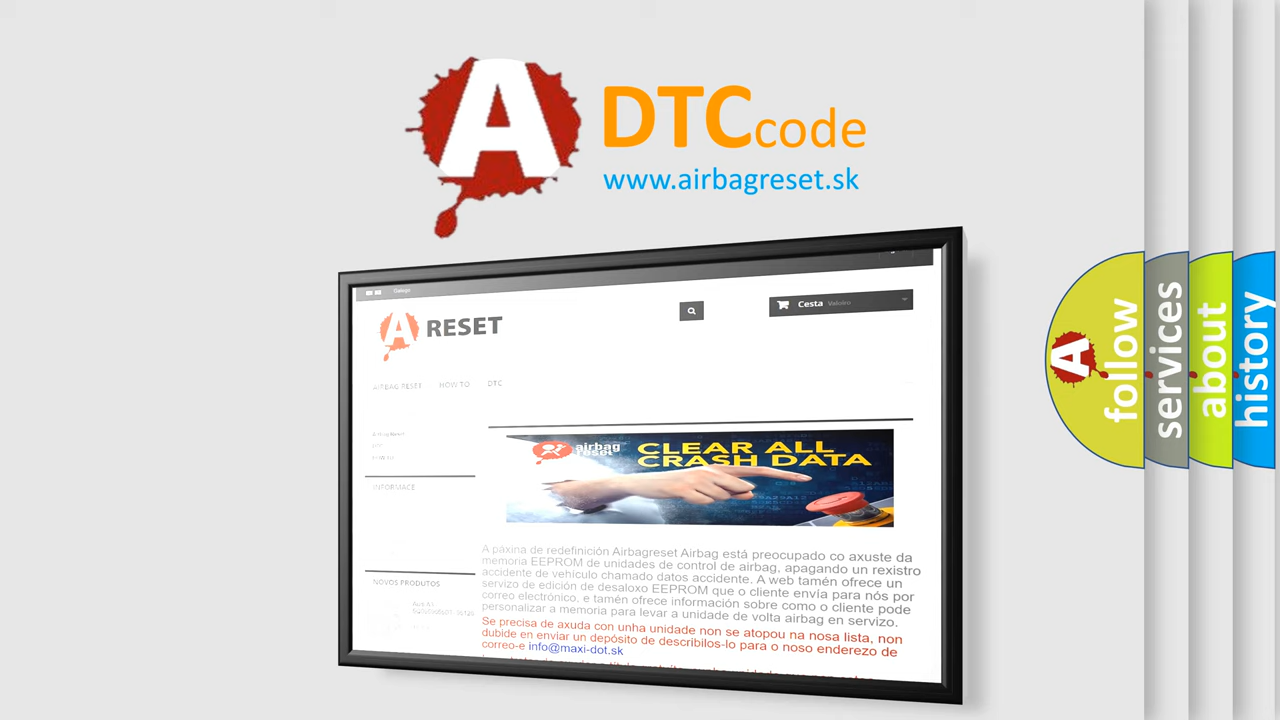 A
DTCcode
www.airbagreset.sk
Galego
A RESET
Cesta Valeiro
AIRBAG RESET HOW TO DTC
INFORMACE
NOVOS PRODUTOS
airbag
reset
CLEAR ALL
CRASH DATA
A páxina de redefinición Airbagreset Airbag está preocupado co axuste da
memoria EEPROM de unidades de control de airbag, apagando un rexistro
accidente de vehículo chamado datos accidente. A web tamén ofrece un
servizo de edición de desaloxo EEPROM que o cliente envía para nós por
correo electrónico, e tamén ofrece información sobre como o cliente pode
personalizar a memoria para levar a unidade de volta airbag en servizo.
Se precisa de axuda con unha unidade non se atopou na nosa lista, non
dubide en enviar un depósito de describilos-lo para o noso enderezo de
correo-e info@maxi-dot.sk
A
follow
services
about
history